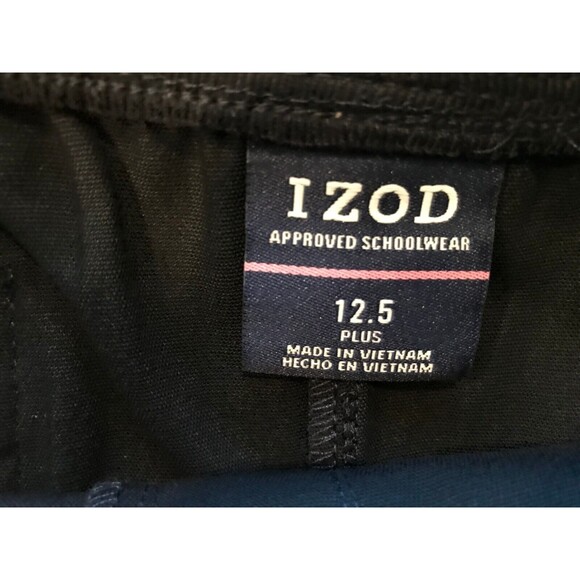 IZOD
APPROVED SCHOOLWEAR
12.5
PLUS
MADE IN VIETNAM
HECHO EN VIETNAM